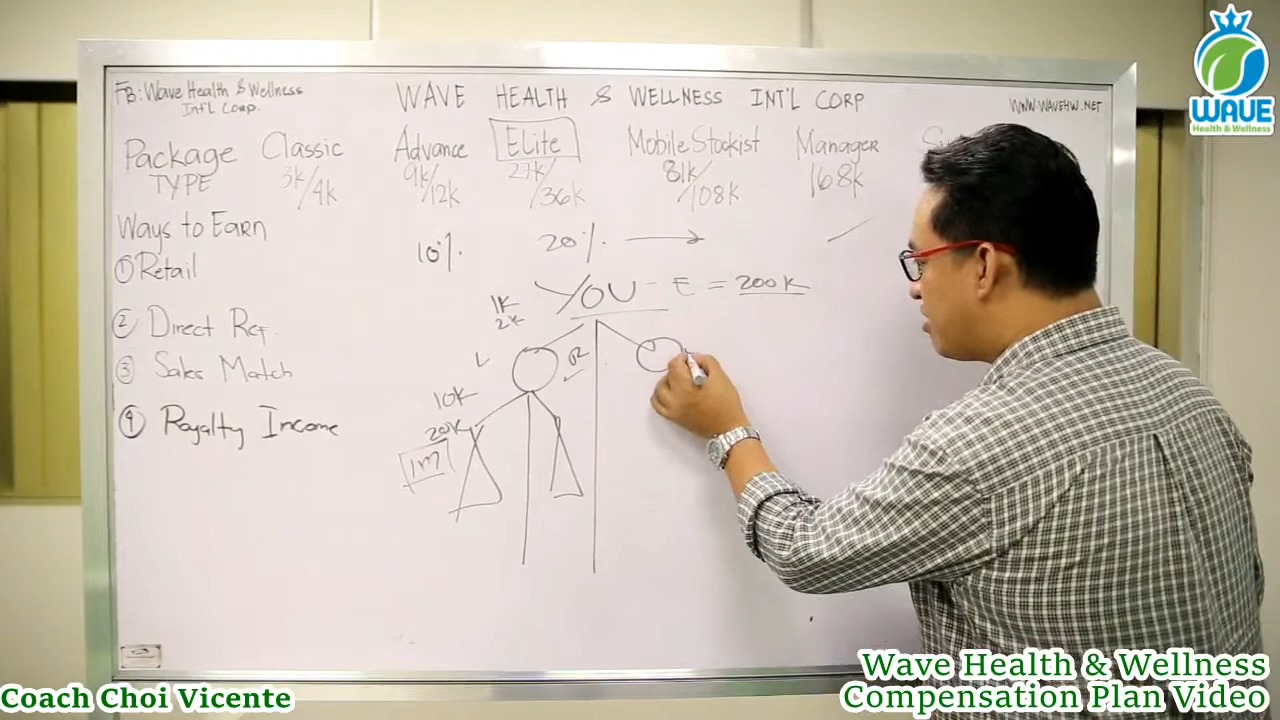 FB: Wave Health & Wellness
Int'l Corp.
WAVE HEALTH & WELLNESS INT'L CORP
WWW.WAVEHW.NET
WAVE
Health & Wellness
Package TYPE
Classic
3k/4k
Advance
9k/12k
Elite
27k/36k
Mobile Stockist
81k/108k
Manager
168k
Ways to Earn
① Retail
10%
20%
② Direct Ref.
③ Sales Match
④ Royalty Income
1k
2k
YOU - E = 200k
L
10k
20k
1m
Coach Choi Vicente
Wave Health & Wellness
Compensation Plan Video